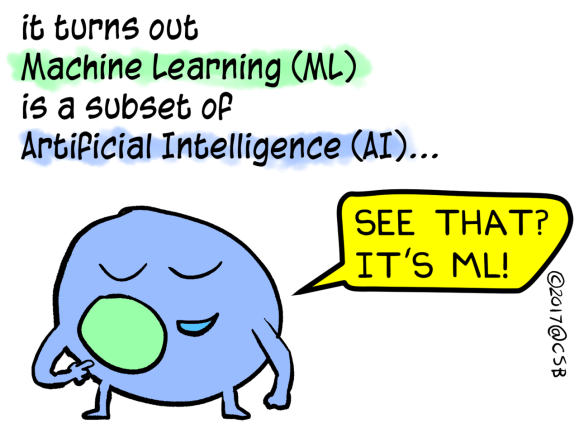 it turns out
Machine Learning (ML)
is a subset of
Artificial Intelligence (AI)...
SEE THAT?
IT'S ML!
©2017@CSB